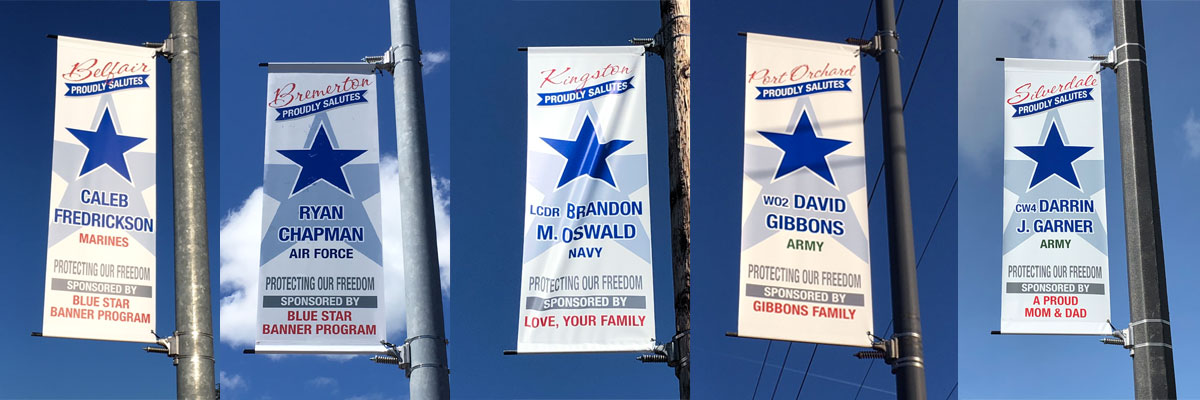 Belfair
PROUDLY SALUTES
CALEB
FREDRICKSON
MARINES
PROTECTING OUR FREEDOM
SPONSORED BY
BLUE STAR
BANNER PROGRAM
Bremerton
PROUDLY SALUTES
RYAN
CHAPMAN
AIR FORCE
PROTECTING OUR FREEDOM
SPONSORED BY
BLUE STAR
BANNER PROGRAM
Kingston
PROUDLY SALUTES
LCDR BRANDON
M. OSWALD
NAVY
PROTECTING OUR FREEDOM
SPONSORED BY
LOVE, YOUR FAMILY
Port Orchard
PROUDLY SALUTES
WO2 DAVID
GIBBONS
ARMY
PROTECTING OUR FREEDOM
SPONSORED BY
GIBBONS FAMILY
Silverdale
PROUDLY SALUTES
CW4 DARRIN
J. GARNER
ARMY
PROTECTING OUR FREEDOM
SPONSORED BY
A PROUD
MOM & DAD